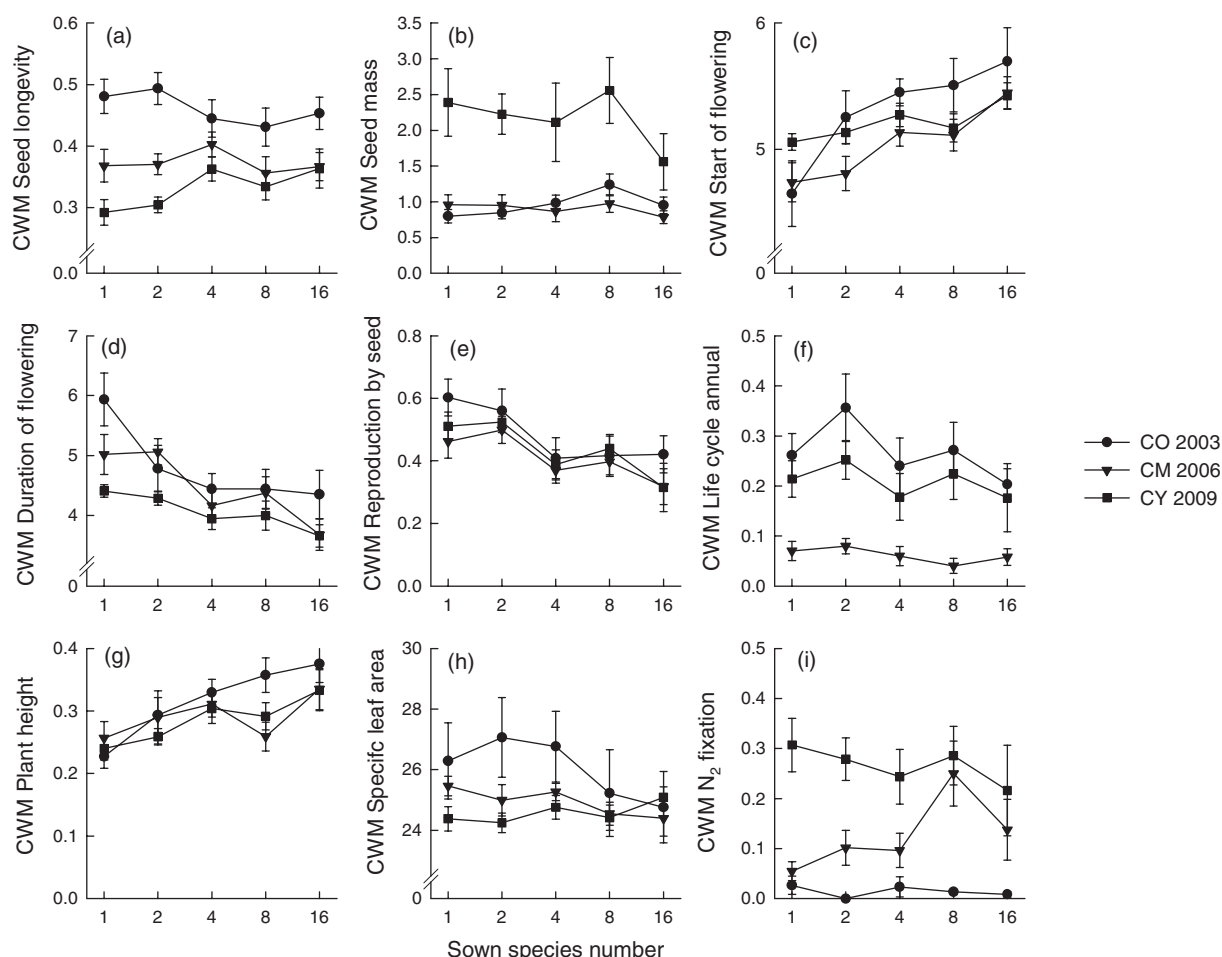 (a)
CWM Seed longevity
0.6
0.5
0.4
0.3
0.0
1 2 4 8 16
(b)
CWM Seed mass
3.5
3.0
2.5
2.0
1.5
1.0
0.5
0.0
1 2 4 8 16
(c)
CWM Start of flowering
6
5
0
1 2 4 8 16
(d)
CWM Duration of flowering
7
6
5
4
0
1 2 4 8 16
(e)
CWM Reproduction by seed
0.8
0.6
0.4
0.2
0.0
1 2 4 8 16
(f)
CWM Life cycle annual
0.5
0.4
0.3
0.2
0.1
0.0
1 2 4 8 16
CO 2003
CM 2006
CY 2009
(g)
CWM Plant height
0.4
0.3
0.2
0.1
0.0
1 2 4 8 16
(h)
CWM Specifc leaf area
30
28
26
24
0
1 2 4 8 16
(i)
CWM N₂ fixation
0.5
0.4
0.3
0.2
0.1
0.0
1 2 4 8 16
Sown species number